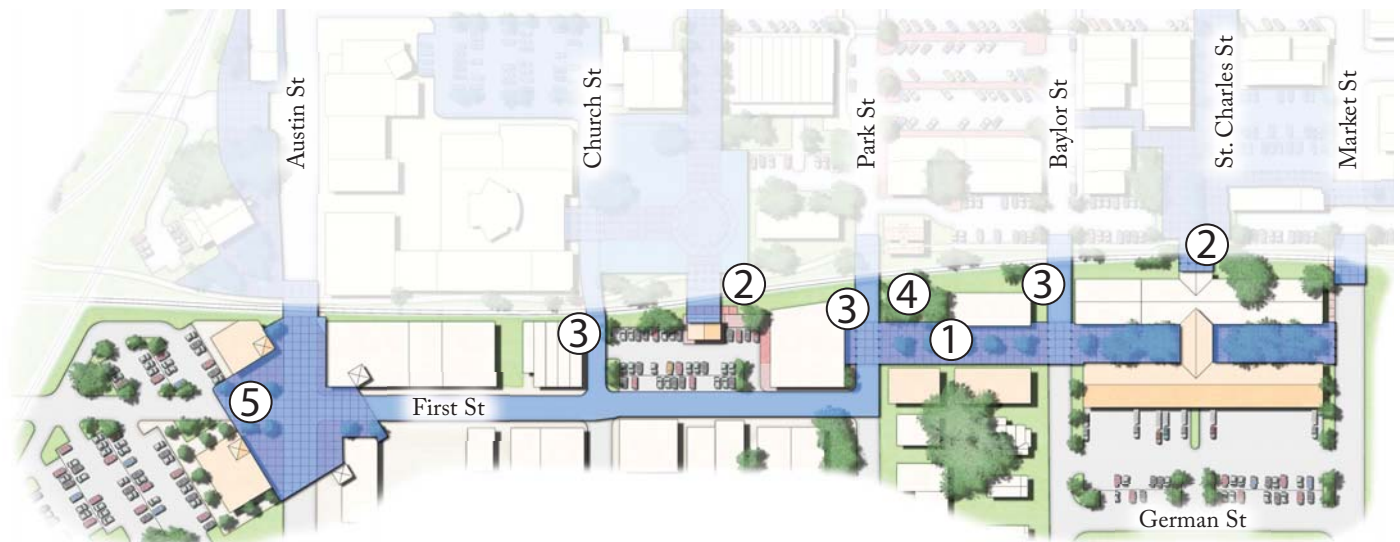 Austin St
Church St
Park St
Baylor St
St. Charles St
Market St
2
2
3
4
3
3
1
5
First St
German St